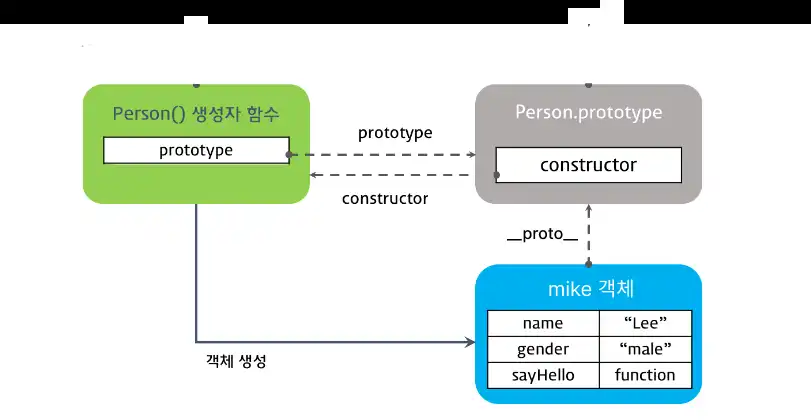 Person() 생성자 함수
prototype
prototype
constructor
Person.prototype
constructor
__proto__
mike 객체
name “Lee”
gender “male”
sayHello function
객체 생성